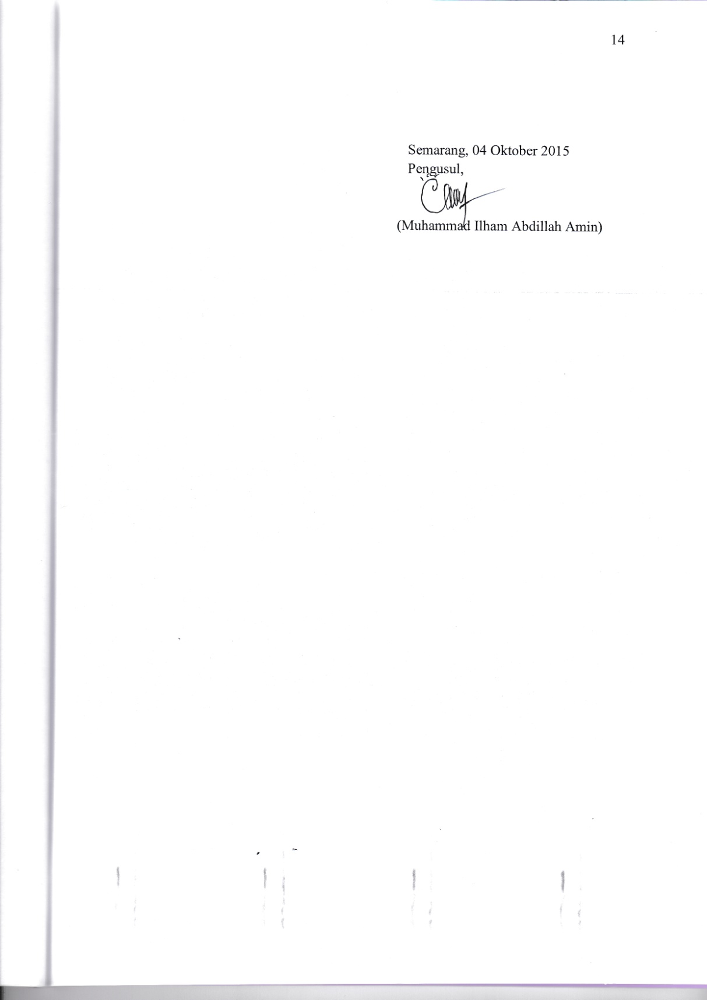 14
Semarang, 04 Oktober 2015
Pengusul,
(Muhammad Ilham Abdillah Amin)